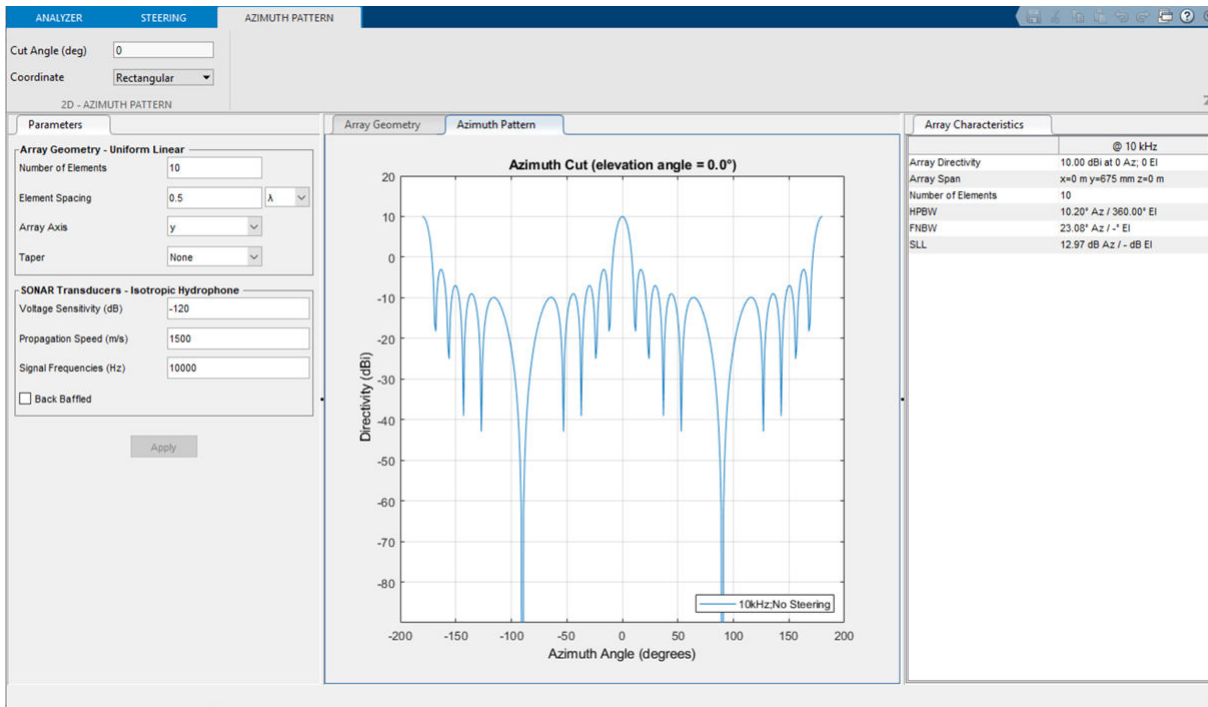 ANALYZER STEERING AZIMUTH PATTERN
Cut Angle (deg) 0
Coordinate Rectangular
2D - AZIMUTH PATTERN
Parameters
Array Geometry - Uniform Linear
Number of Elements 10
Element Spacing 0.5 λ
Array Axis y
Taper None
SONAR Transducers - Isotropic Hydrophone
Voltage Sensitivity (dB) -120
Propagation Speed (m/s) 1500
Signal Frequencies (Hz) 10000
Back Baffled
Apply
Array Geometry Azimuth Pattern
Azimuth Cut (elevation angle = 0.0°)
20
10
0
-10
-20
-30
-40
-50
-60
-70
-80
Directivity (dBi)
10kHz;No Steering
-200 -150 -100 -50 0 50 100 150 200
Azimuth Angle (degrees)
Array Characteristics
@ 10 kHz
Array Directivity 10.00 dBi at 0 Az; 0 El
Array Span x=0 m y=675 mm z=0 m
Number of Elements 10
HPBW 10.20° Az / 360.00° El
FNBW 23.08° Az / -° El
SLL 12.97 dB Az / - dB El